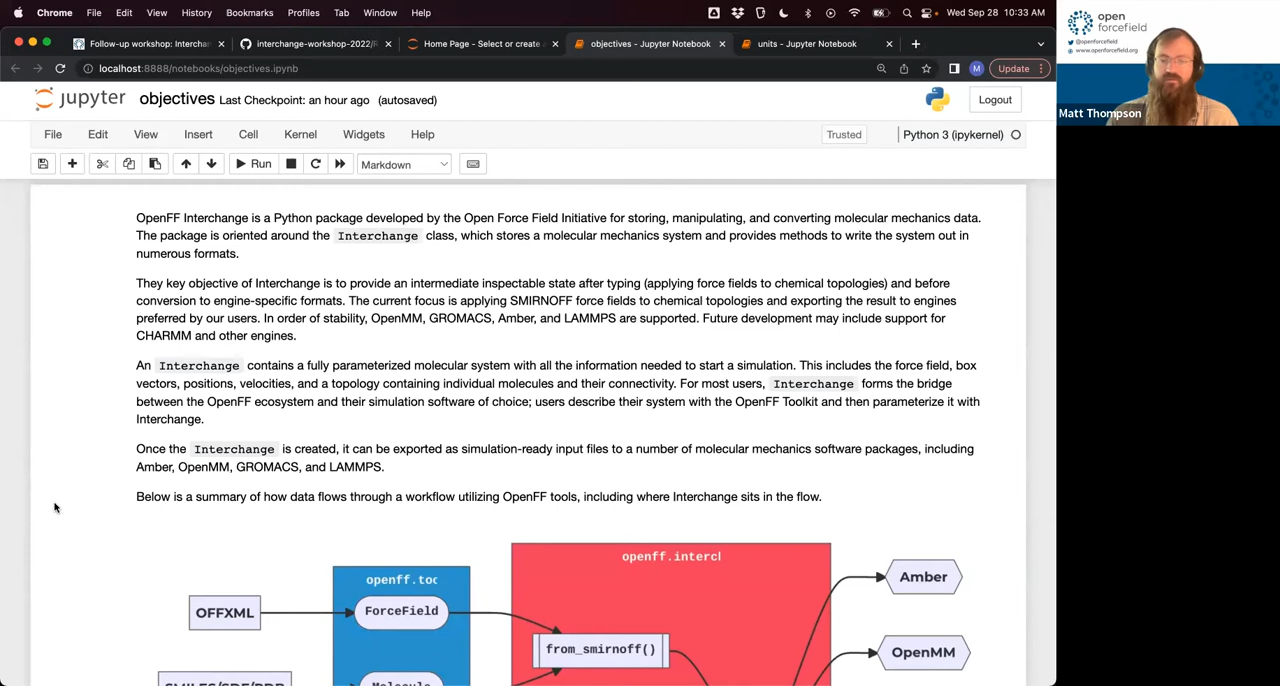 Chrome File Edit View History Bookmarks Profiles Tab Window Help Wed Sep 28 10:33 AM
Follow-up workshop: Interchan × interchange-workshop-2022/R × Home Page - Select or create a × objectives - Jupyter Notebook × units - Jupyter Notebook × +
localhost:8888/notebooks/objectives.ipynb M Update
open
forcefield
@openforcefield
www.openforcefield.org
Matt Thompson
jupyter objectives Last Checkpoint: an hour ago (autosaved) Logout
File Edit View Insert Cell Kernel Widgets Help Trusted Python 3 (ipykernel)
Run Markdown
OpenFF Interchange is a Python package developed by the Open Force Field Initiative for storing, manipulating, and converting molecular mechanics data.
The package is oriented around the Interchange class, which stores a molecular mechanics system and provides methods to write the system out in
numerous formats.
They key objective of Interchange is to provide an intermediate inspectable state after typing (applying force fields to chemical topologies) and before
conversion to engine-specific formats. The current focus is applying SMIRNOFF force fields to chemical topologies and exporting the result to engines
preferred by our users. In order of stability, OpenMM, GROMACS, Amber, and LAMMPS are supported. Future development may include support for
CHARMM and other engines.
An Interchange contains a fully parameterized molecular system with all the information needed to start a simulation. This includes the force field, box
vectors, positions, velocities, and a topology containing individual molecules and their connectivity. For most users, Interchange forms the bridge
between the OpenFF ecosystem and their simulation software of choice; users describe their system with the OpenFF Toolkit and then parameterize it with
Interchange.
Once the Interchange is created, it can be exported as simulation-ready input files to a number of molecular mechanics software packages, including
Amber, OpenMM, GROMACS, and LAMMPS.
Below is a summary of how data flows through a workflow utilizing OpenFF tools, including where Interchange sits in the flow.
openff.intercl
openff.toc
Amber
OFFXML
ForceField
from_smirnoff()
OpenMM
SMILES/SDF/PDB
Molecule